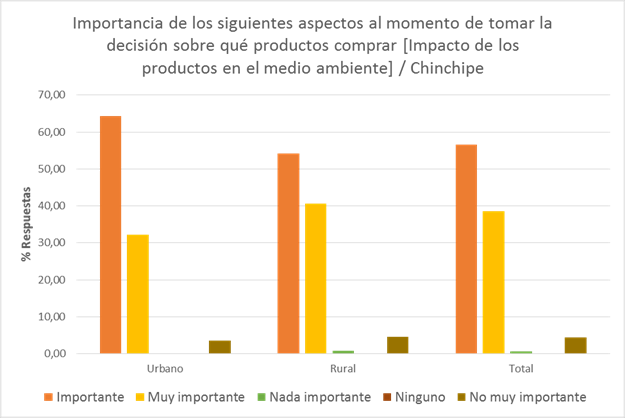 Importancia de los siguientes aspectos al momento de tomar la
decisión sobre qué productos comprar [Impacto de los
productos en el medio ambiente] / Chinchipe
% Respuestas
70,00
60,00
50,00
40,00
30,00
20,00
10,00
0,00
Urbano Rural Total
Importante Muy importante Nada importante Ninguno No muy importante